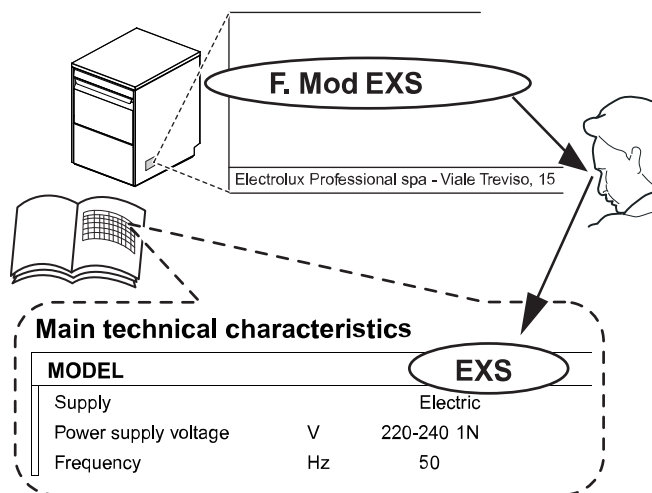 F. Mod EXS
Electrolux Professional spa - Viale Treviso, 15
Main technical characteristics
MODEL EXS
Supply Electric
Power supply voltage V 220-240 1N
Frequency Hz 50